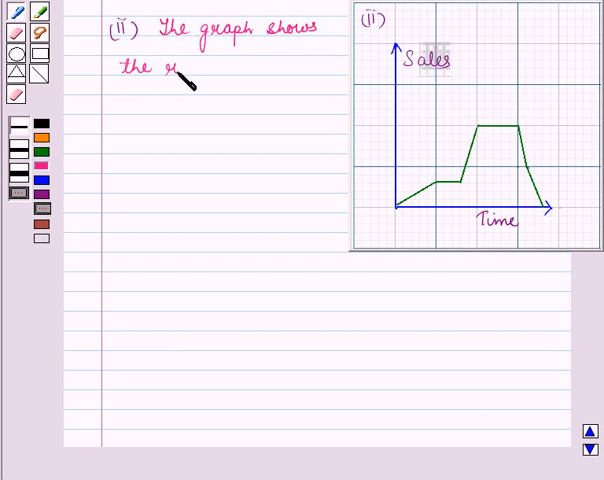 (ii) The graph shows
the r
(ii)
Sales
Time